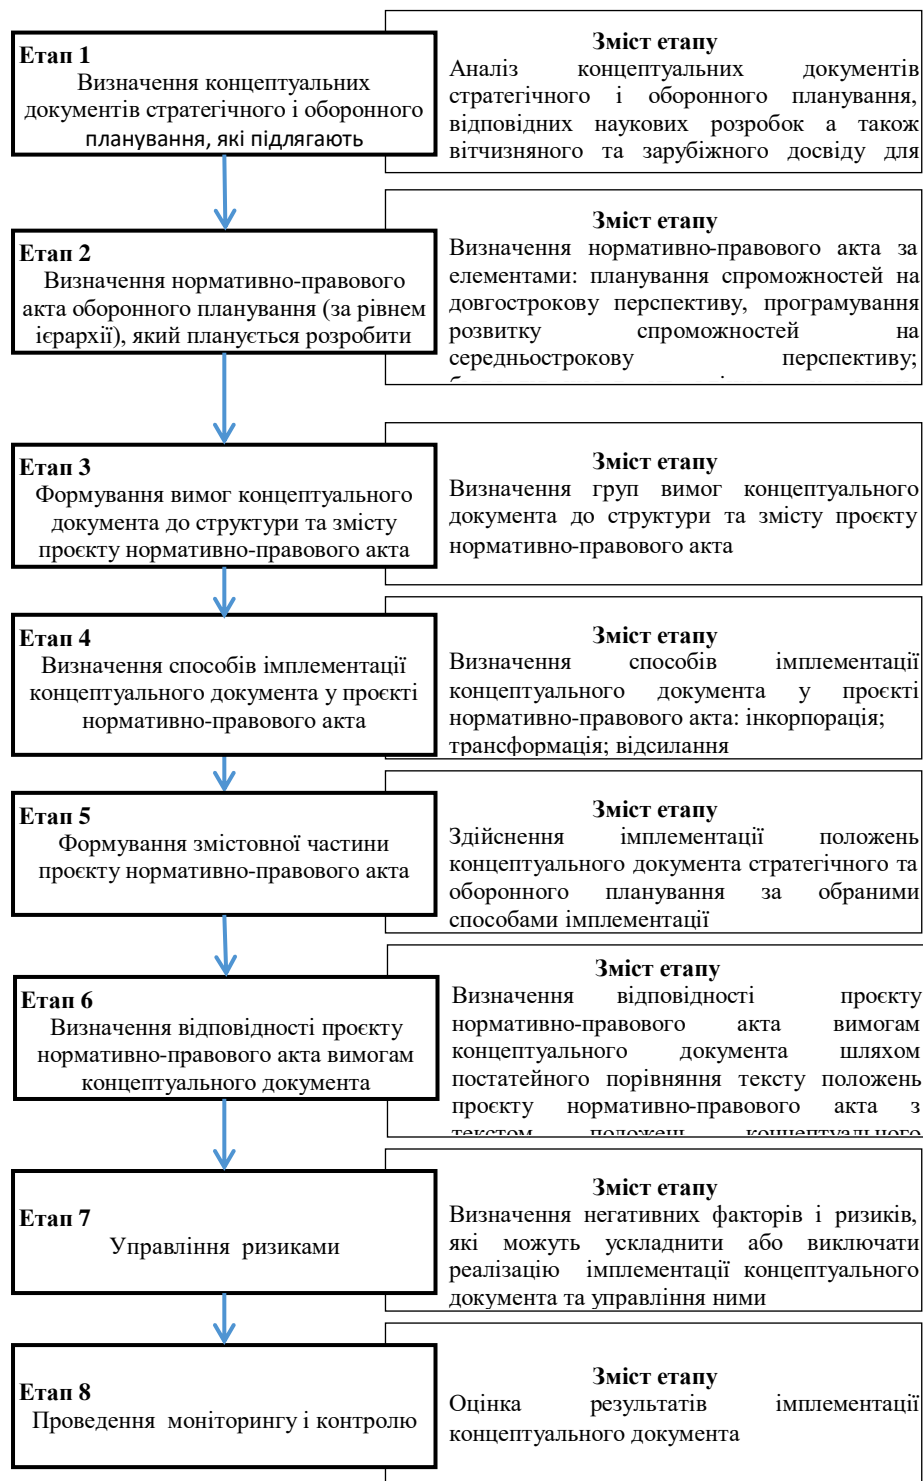 Етап 1
Визначення концептуальних
документів стратегічного і оборонного
планування, які підлягають
Зміст етапу
Аналіз концептуальних документів
стратегічного і оборонного планування,
відповідних наукових розробок а також
вітчизняного та зарубіжного досвіду для
Етап 2
Визначення нормативно-правового
акта оборонного планування (за рівнем
ієрархії), який планується розробити
Зміст етапу
Визначення нормативно-правового акта за
елементами: планування спроможностей на
довгострокову перспективу, програмування
розвитку спроможностей на
середньострокову перспективу;
Етап 3
Формування вимог концептуального
документа до структури та змісту
проєкту нормативно-правового акта
Зміст етапу
Визначення груп вимог концептуального
документа до структури та змісту проєкту
нормативно-правового акта
Етап 4
Визначення способів імплементації
концептуального документа у проєкті
нормативно-правового акта
Зміст етапу
Визначення способів імплементації
концептуального документа у проєкті
нормативно-правового акта: інкорпорація;
трансформація; відсилання
Етап 5
Формування змістовної частини
проєкту нормативно-правового акта
Зміст етапу
Здійснення імплементації положень
концептуального документа стратегічного та
оборонного планування за обраними
способами імплементації
Етап 6
Визначення відповідності проєкту
нормативно-правового акта вимогам
концептуального документа
Зміст етапу
Визначення відповідності проєкту
нормативно-правового акта вимогам
концептуального документа шляхом
постатейного порівняння тексту положень
проєкту нормативно-правового акта з
текстом положень концептуального
Етап 7
Управління ризиками
Зміст етапу
Визначення негативних факторів і ризиків,
які можуть ускладнити або виключати
реалізацію імплементації концептуального
документа та управління ними
Етап 8
Проведення моніторингу і контролю
Зміст етапу
Оцінка результатів імплементації
концептуального документа